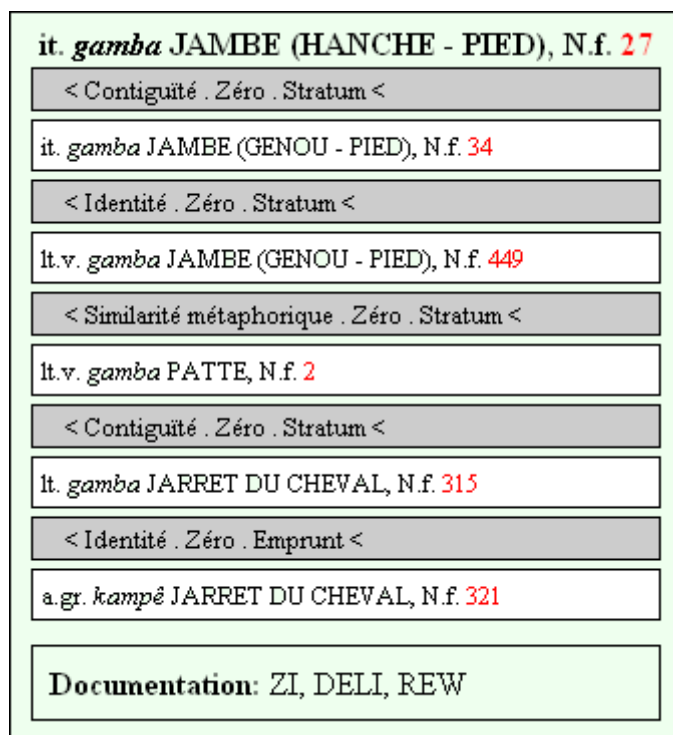 it. gamba JAMBE (HANCHE - PIED), N.f. 27
< Contiguïté . Zéro . Stratum <
it. gamba JAMBE (GENOU - PIED), N.f. 34
< Identité . Zéro . Stratum <
lt.v. gamba JAMBE (GENOU - PIED), N.f. 449
< Similarité métaphorique . Zéro . Stratum <
lt.v. gamba PATTE, N.f. 2
< Contiguïté . Zéro . Stratum <
lt. gamba JARRET DU CHEVAL, N.f. 315
< Identité . Zéro . Emprunt <
a.gr. kampê JARRET DU CHEVAL, N.f. 321
Documentation: ZI, DELI, REW